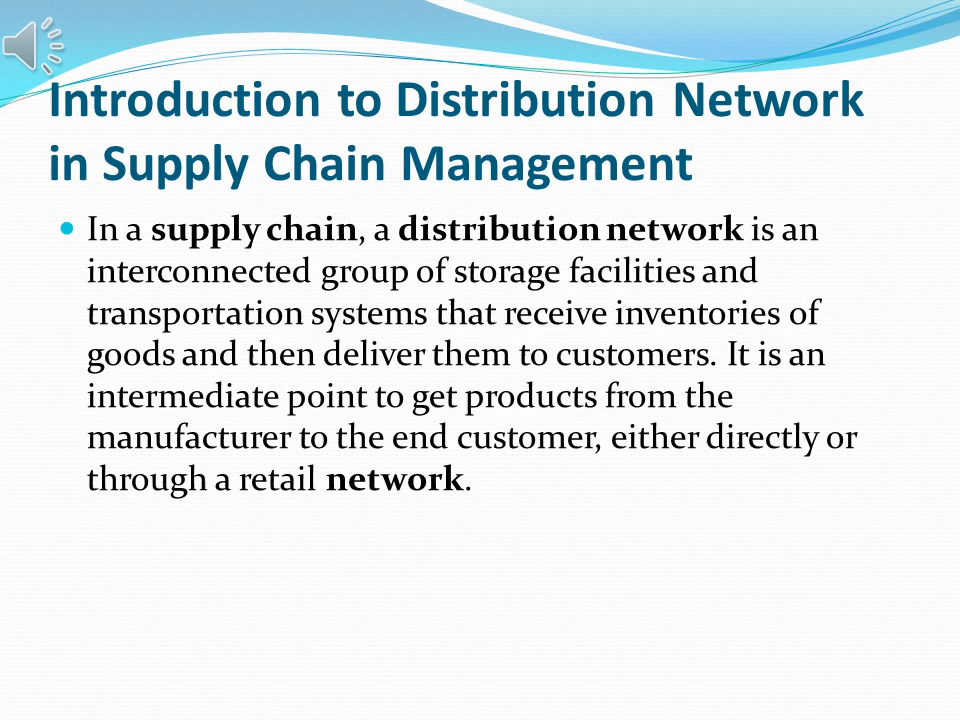 Introduction to Distribution Network
in Supply Chain Management
In a supply chain, a distribution network is an
interconnected group of storage facilities and
transportation systems that receive inventories of
goods and then deliver them to customers. It is an
intermediate point to get products from the
manufacturer to the end customer, either directly or
through a retail network.